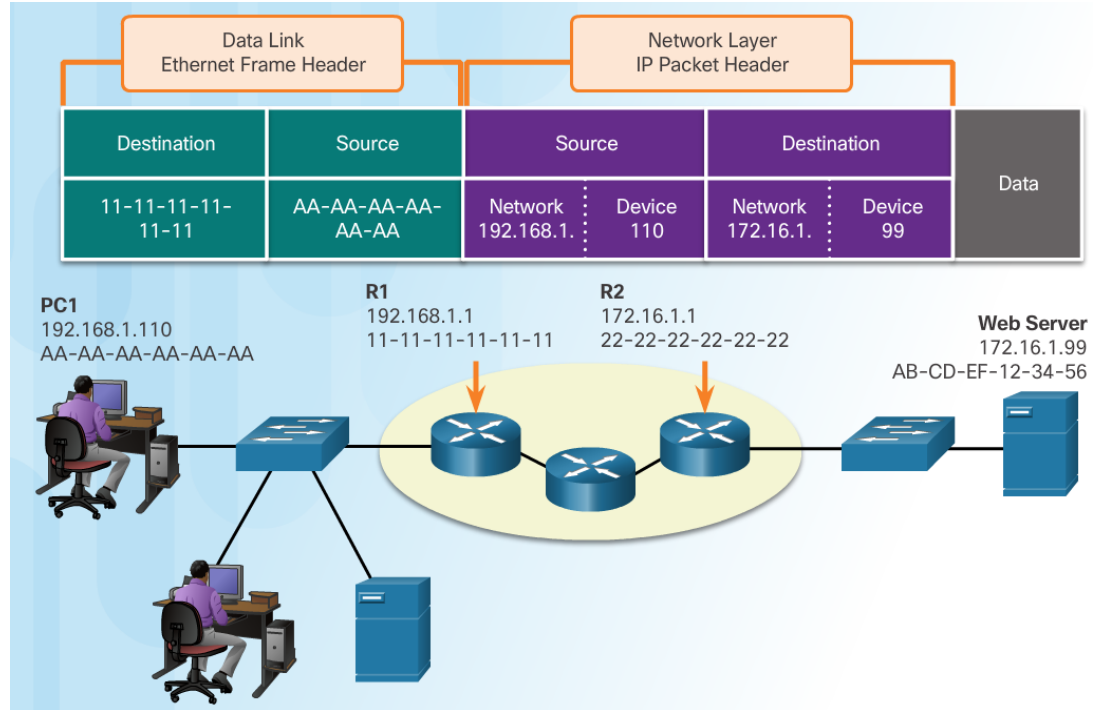 Data Link
Ethernet Frame Header
Network Layer
IP Packet Header
Destination
Source
Source
Destination
Data
11-11-11-11-
11-11
AA-AA-AA-AA-
AA-AA
Network
192.168.1.
Device
110
Network
172.16.1.
Device
99
PC1
192.168.1.110
AA-AA-AA-AA-AA-AA
R1
192.168.1.1
11-11-11-11-11-11
R2
172.16.1.1
22-22-22-22-22-22
Web Server
172.16.1.99
AB-CD-EF-12-34-56